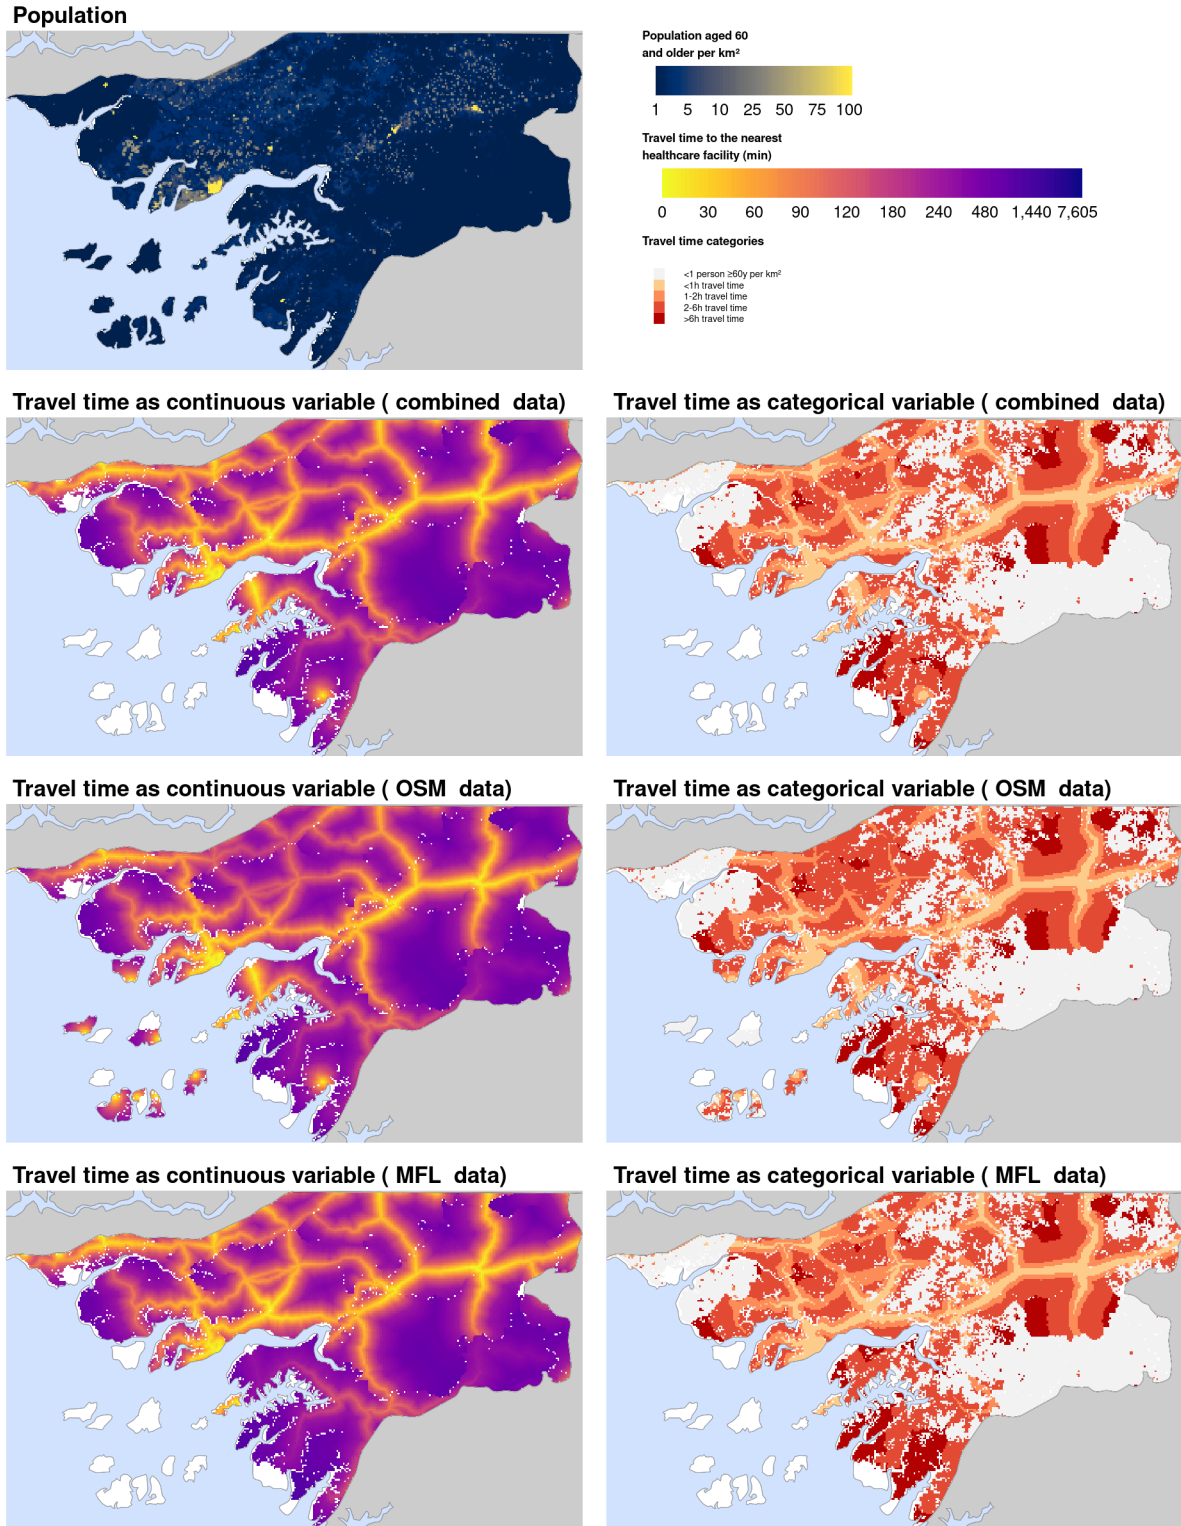 Population
Population aged 60
and older per km²
1 5 10 25 50 75 100
Travel time to the nearest
healthcare facility (min)
0 30 60 90 120 180 240 480 1,440 7,605
Travel time categories
<1 person ≥60y per km²
<1h travel time
1-2h travel time
2-6h travel time
>6h travel time
Travel time as continuous variable ( combined data)
Travel time as categorical variable ( combined data)
Travel time as continuous variable ( OSM data)
Travel time as categorical variable ( OSM data)
Travel time as continuous variable ( MFL data)
Travel time as categorical variable ( MFL data)